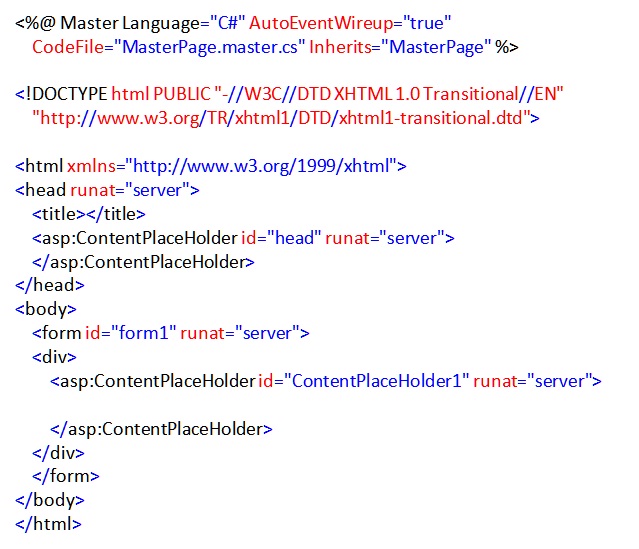 <%@ Master Language="C#" AutoEventWireup="true"
CodeFile="MasterPage.master.cs" Inherits="MasterPage" %>
<!DOCTYPE html PUBLIC "-//W3C//DTD XHTML 1.0 Transitional//EN"
"http://www.w3.org/TR/xhtml1/DTD/xhtml1-transitional.dtd">
<html xmlns="http://www.w3.org/1999/xhtml">
<head runat="server">
<title></title>
<asp:ContentPlaceHolder id="head" runat="server">
</asp:ContentPlaceHolder>
</head>
<body>
<form id="form1" runat="server">
<div>
<asp:ContentPlaceHolder id="ContentPlaceHolder1" runat="server">
</asp:ContentPlaceHolder>
</div>
</form>
</body>
</html>